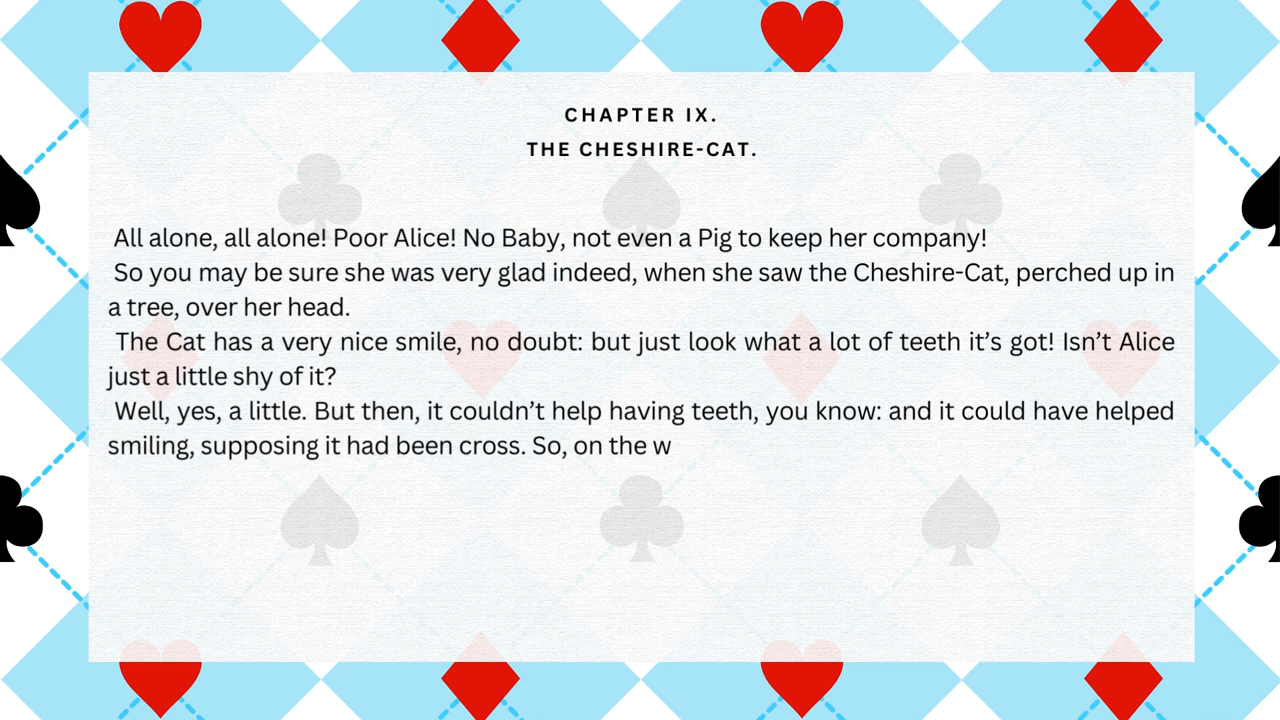 CHAPTER IX.
THE CHESHIRE-CAT.
All alone, all alone! Poor Alice! No Baby, not even a Pig to keep her company!
So you may be sure she was very glad indeed, when she saw the Cheshire-Cat, perched up in
a tree, over her head.
The Cat has a very nice smile, no doubt: but just look what a lot of teeth it’s got! Isn’t Alice
just a little shy of it?
Well, yes, a little. But then, it couldn’t help having teeth, you know: and it could have helped
smiling, supposing it had been cross. So, on the w